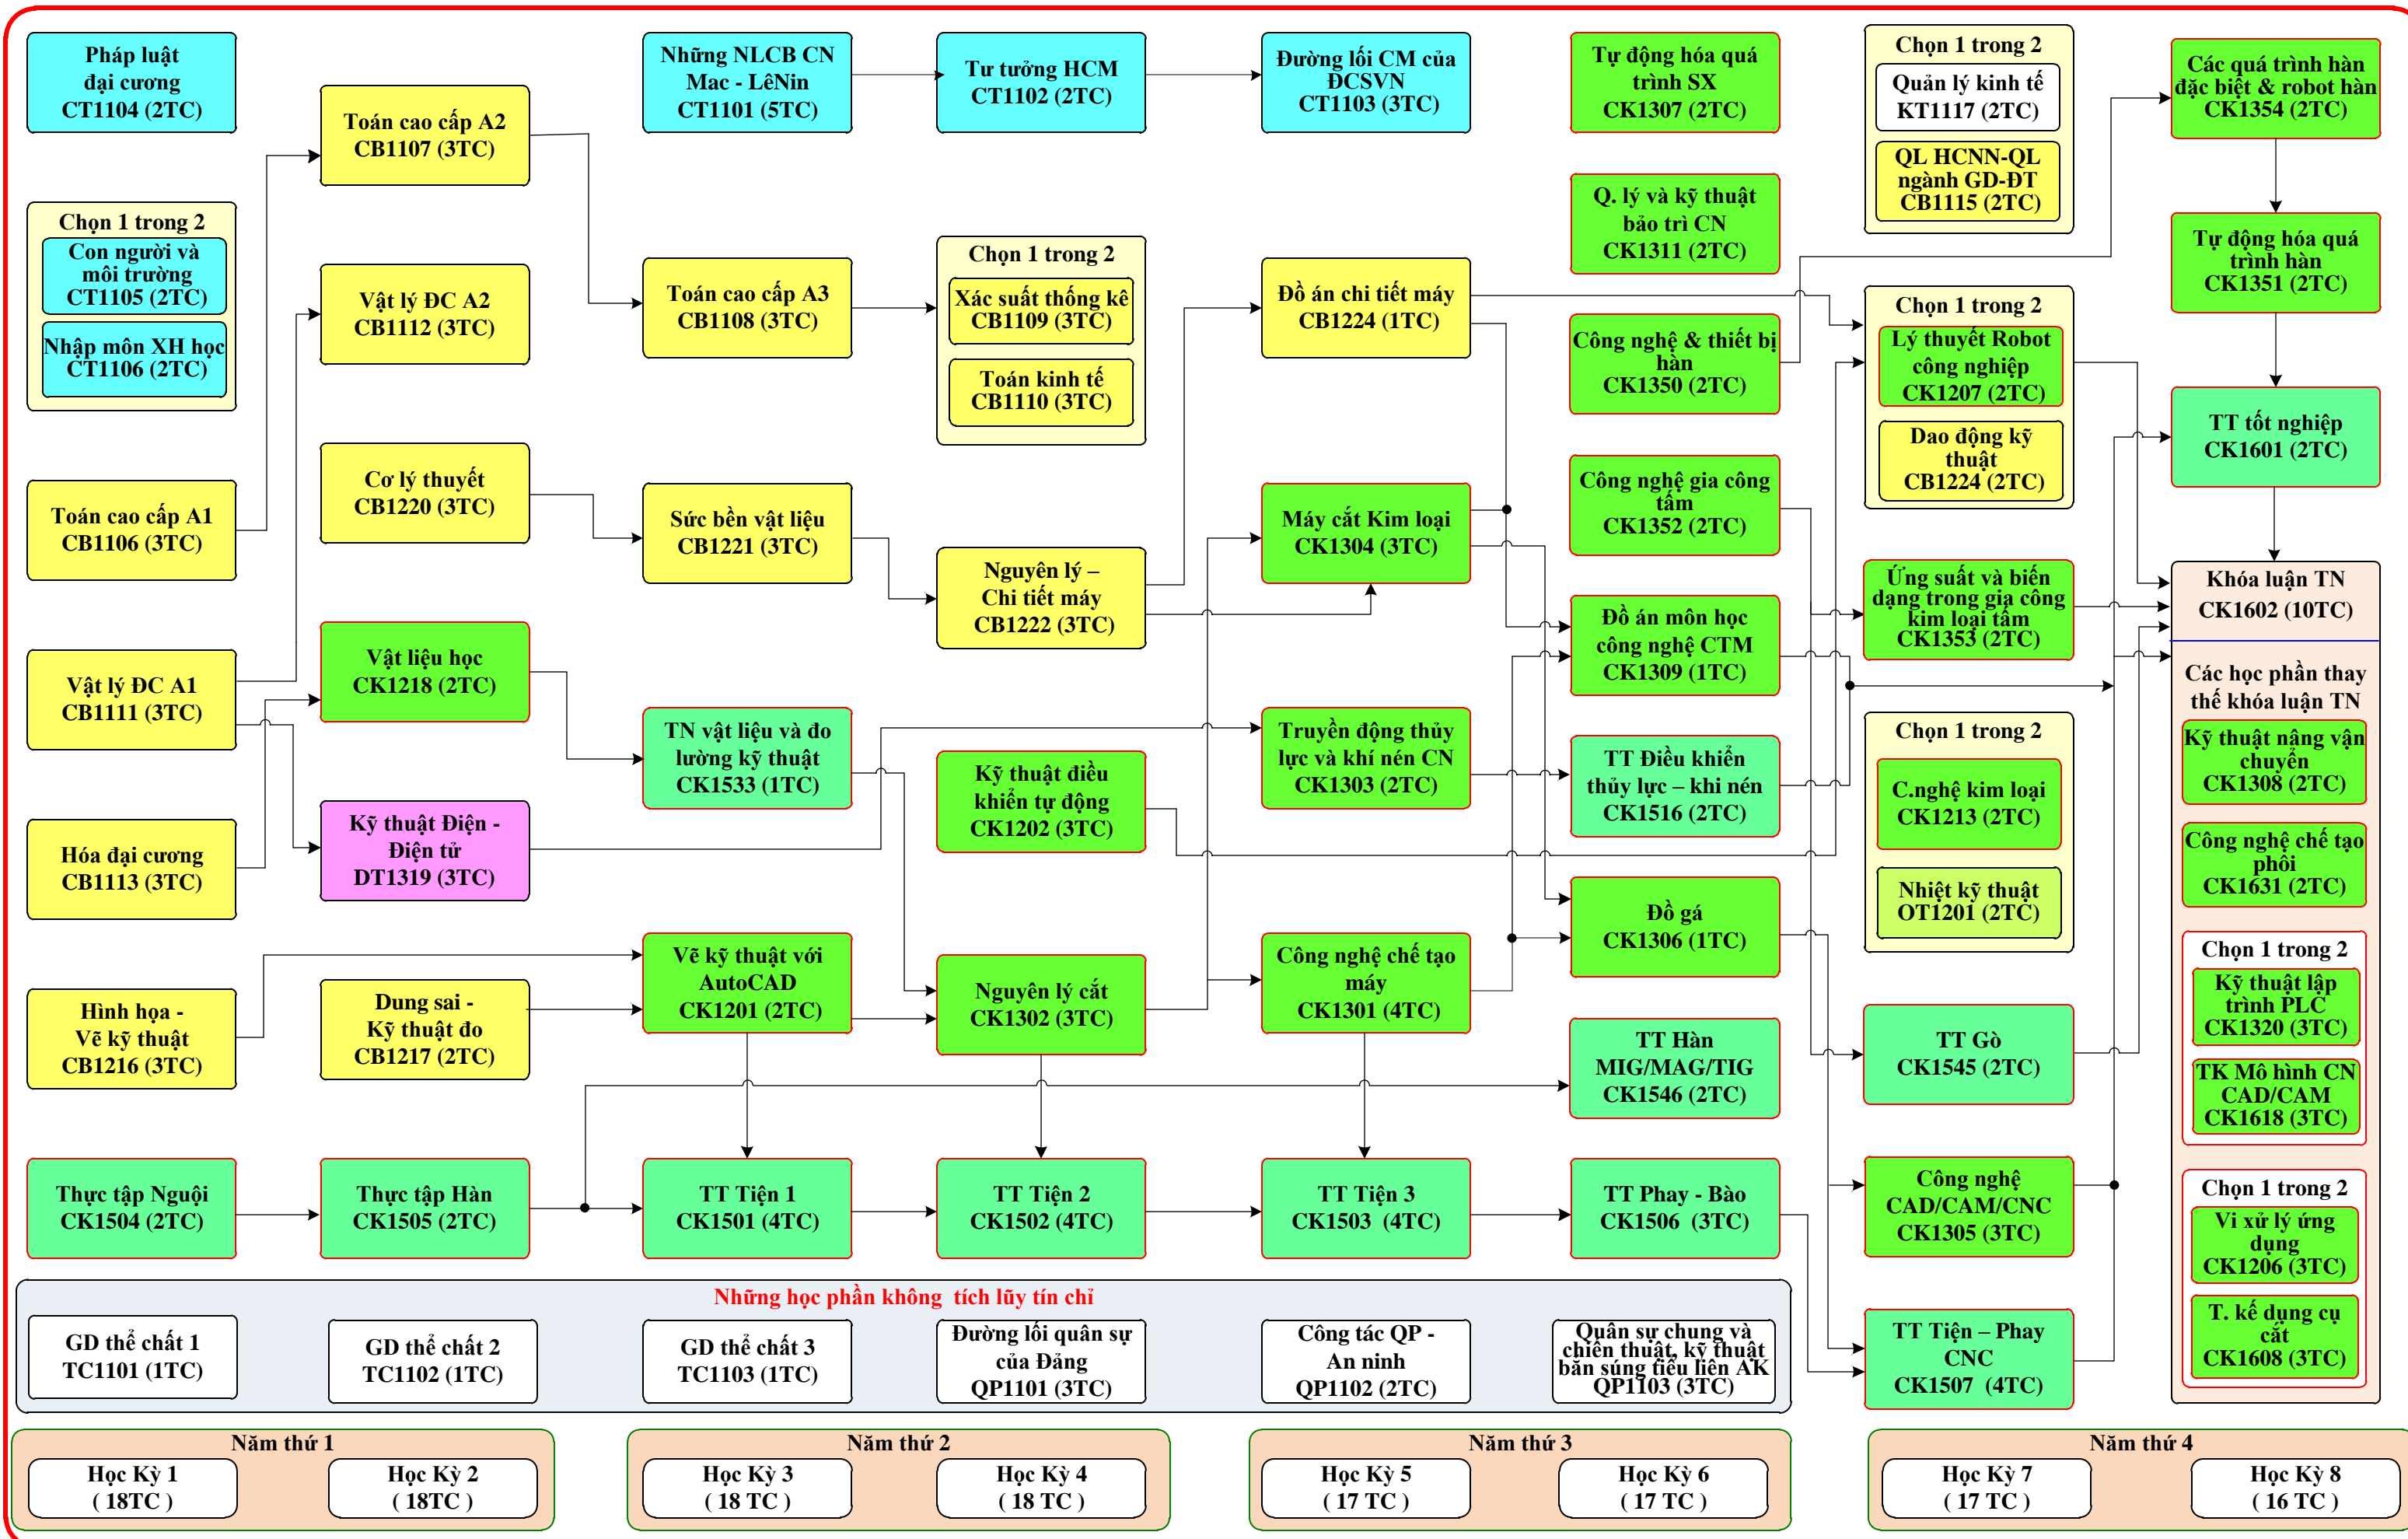 Pháp luật
đại cương
CT1104 (2TC)
Chọn 1 trong 2
Con người và
môi trường
CT1105 (2TC)
Nhập môn XH học
CT1106 (2TC)
Toán cao cấp A1
CB1106 (3TC)
Vật lý ĐC A1
CB1111 (3TC)
Hóa đại cương
CB1113 (3TC)
Hình họa -
Vẽ kỹ thuật
CB1216 (3TC)
Thực tập Nguội
CK1504 (2TC)
Toán cao cấp A2
CB1107 (3TC)
Vật lý ĐC A2
CB1112 (3TC)
Cơ lý thuyết
CB1220 (3TC)
Vật liệu học
CK1218 (2TC)
Kỹ thuật Điện -
Điện tử
DT1319 (3TC)
Dung sai -
Kỹ thuật đo
CB1217 (2TC)
Thực tập Hàn
CK1505 (2TC)
Những NLCB CN
Mac - LêNin
CT1101 (5TC)
Toán cao cấp A3
CB1108 (3TC)
Sức bền vật liệu
CB1221 (3TC)
TN vật liệu và đo
lường kỹ thuật
CK1533 (1TC)
Vẽ kỹ thuật với
AutoCAD
CK1201 (2TC)
TT Tiện 1
CK1501 (4TC)
Tư tưởng HCM
CT1102 (2TC)
Chọn 1 trong 2
Xác suất thống kê
CB1109 (3TC)
Toán kinh tế
CB1110 (3TC)
Nguyên lý –
Chi tiết máy
CB1222 (3TC)
Kỹ thuật điều
khiển tự động
CK1202 (3TC)
Nguyên lý cắt
CK1302 (3TC)
TT Tiện 2
CK1502 (4TC)
Đường lối CM của
ĐCSVN
CT1103 (3TC)
Đồ án chi tiết máy
CB1224 (1TC)
Máy cắt Kim loại
CK1304 (3TC)
Truyền động thủy
lực và khí nén CN
CK1303 (2TC)
Công nghệ chế tạo
máy
CK1301 (4TC)
TT Tiện 3
CK1503 (4TC)
Tự động hóa quá
trình SX
CK1307 (2TC)
Q. lý và kỹ thuật
bảo trì CN
CK1311 (2TC)
Công nghệ & thiết bị
hàn
CK1350 (2TC)
Công nghệ gia công
tấm
CK1352 (2TC)
Đồ án môn học
công nghệ CTM
CK1309 (1TC)
TT Điều khiển
thủy lực – khi nén
CK1516 (2TC)
Đồ gá
CK1306 (1TC)
TT Hàn
MIG/MAG/TIG
CK1546 (2TC)
TT Phay - Bào
CK1506 (3TC)
Chọn 1 trong 2
Quản lý kinh tế
KT1117 (2TC)
QL HCNN-QL
ngành GD-ĐT
CB1115 (2TC)
Chọn 1 trong 2
Lý thuyết Robot
công nghiệp
CK1207 (2TC)
Dao động kỹ
thuật
CB1224 (2TC)
Ứng suất và biến
dạng trong gia công
kim loại tấm
CK1353 (2TC)
Chọn 1 trong 2
C.nghệ kim loại
CK1213 (2TC)
Nhiệt kỹ thuật
OT1201 (2TC)
TT Gò
CK1545 (2TC)
Công nghệ
CAD/CAM/CNC
CK1305 (3TC)
TT Tiện – Phay
CNC
CK1507 (4TC)
Các quá trình hàn
đặc biệt & robot hàn
CK1354 (2TC)
Tự động hóa quá
trình hàn
CK1351 (2TC)
TT tốt nghiệp
CK1601 (2TC)
Khóa luận TN
CK1602 (10TC)
Các học phần thay
thế khóa luận TN
Kỹ thuật nâng vận
chuyển
CK1308 (2TC)
Công nghệ chế tạo
phôi
CK1631 (2TC)
Chọn 1 trong 2
Kỹ thuật lập
trình PLC
CK1320 (3TC)
TK Mô hình CN
CAD/CAM
CK1618 (3TC)
Chọn 1 trong 2
Vi xử lý ứng
dụng
CK1206 (3TC)
T. kế dụng cụ
cắt
CK1608 (3TC)
Những học phần không tích lũy tín chỉ
GD thể chất 1
TC1101 (1TC)
GD thể chất 2
TC1102 (1TC)
GD thể chất 3
TC1103 (1TC)
Đường lối quân sự
của Đảng
QP1101 (3TC)
Công tác QP -
An ninh
QP1102 (2TC)
Quân sự chung và
chiến thuật, kỹ thuật
bắn súng tiểu liên AK
QP1103 (3TC)
Năm thứ 1
Học Kỳ 1
( 18TC )
Học Kỳ 2
( 18TC )
Năm thứ 2
Học Kỳ 3
( 18 TC )
Học Kỳ 4
( 18 TC )
Năm thứ 3
Học Kỳ 5
( 17 TC )
Học Kỳ 6
( 17 TC )
Năm thứ 4
Học Kỳ 7
( 17 TC )
Học Kỳ 8
( 16 TC )